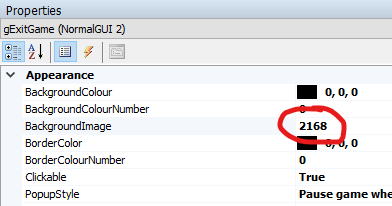 Properties
gExitGame (NormalGUI 2)
Appearance
BackgroundColour 0, 0, 0
BackgroundColourNumber 0
BackgroundImage 2168
BorderColor 0, 0, 0
BorderColourNumber 0
Clickable True
PopupStyle Pause game whe